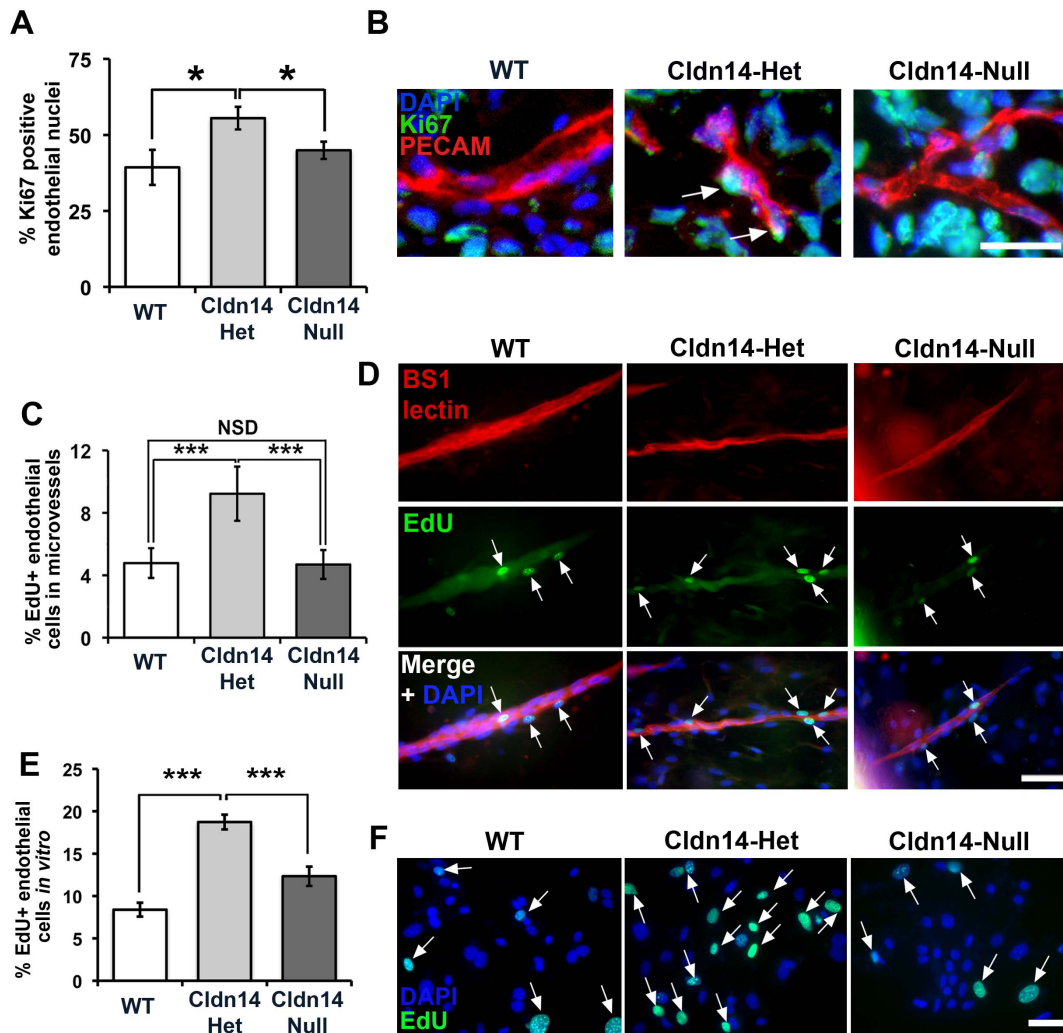 A
% Ki67 positive
endothelial nuclei
100
75
50
25
0
*
*
WT
Cldn14
Het
Cldn14
Null
B
WT
Cldn14-Het
Cldn14-Null
DAPI
Ki67
PECAM
C
% EdU+ endothelial
cells in microvessels
12
8
4
0
NSD
***
***
WT
Cldn14
Het
Cldn14
Null
D
WT
Cldn14-Het
Cldn14-Null
BS1
lectin
EdU
Merge
+ DAPI
E
% EdU+ endothelial
cells in vitro
25
20
15
10
5
0
***
***
WT
Cldn14
Het
Cldn14
Null
F
WT
Cldn14-Het
Cldn14-Null
DAPI
EdU